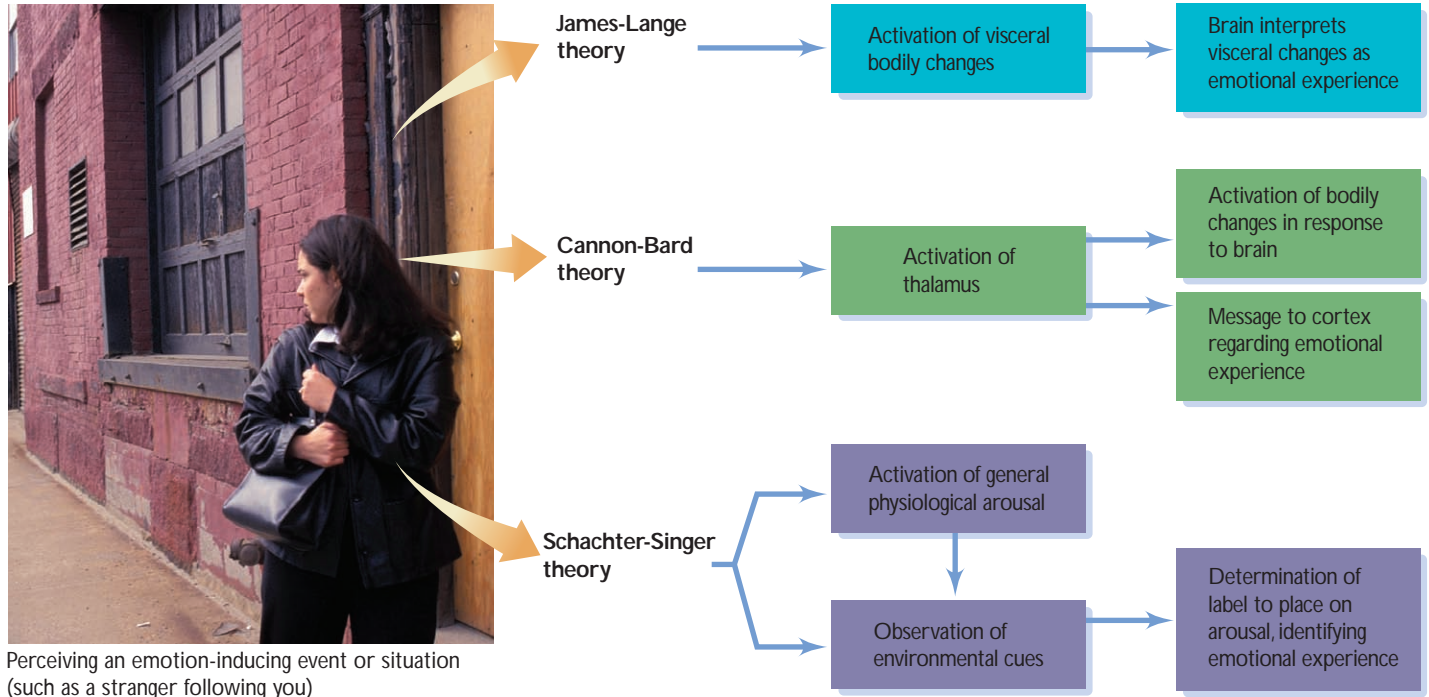 James-Lange
theory
Activation of visceral
bodily changes
Brain interprets
visceral changes as
emotional experience
Cannon-Bard
theory
Activation of
thalamus
Activation of bodily
changes in response
to brain
Message to cortex
regarding emotional
experience
Schachter-Singer
theory
Activation of general
physiological arousal
Observation of
environmental cues
Determination of
label to place on
arousal, identifying
emotional experience
Perceiving an emotion-inducing event or situation
(such as a stranger following you)